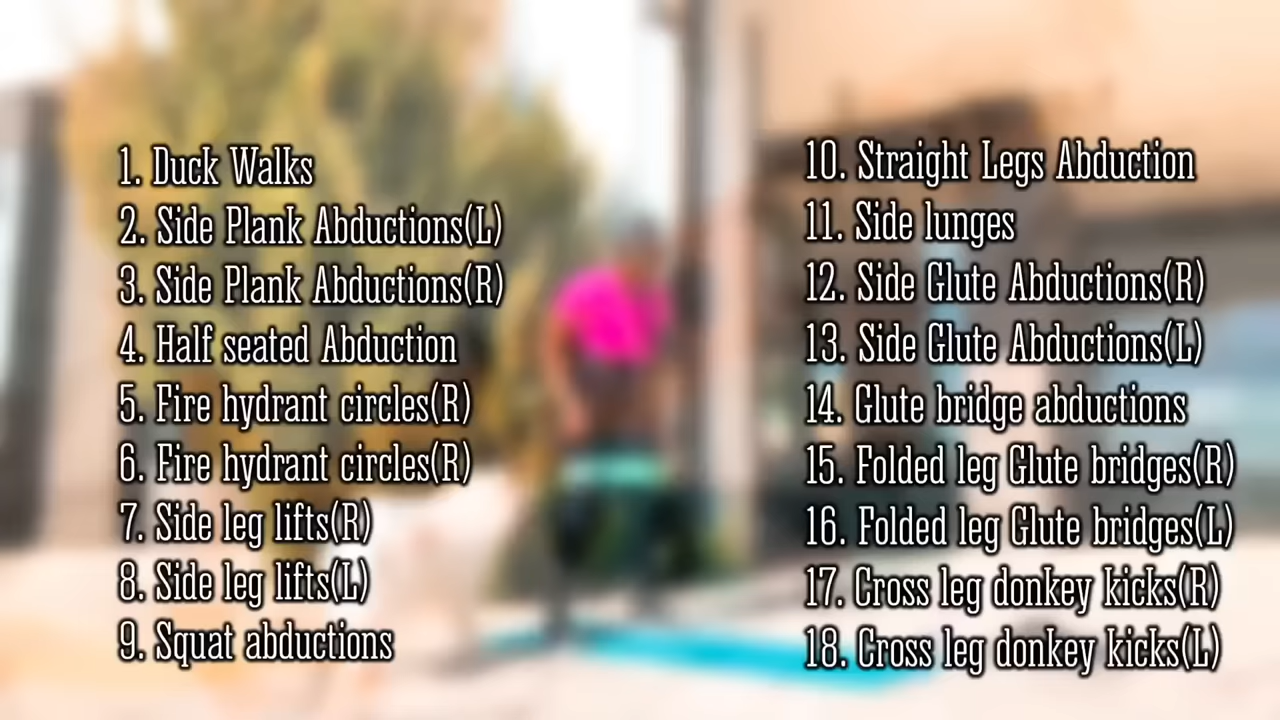 1. Duck Walks
2. Side Plank Abductions(L)
3. Side Plank Abductions(R)
4. Half seated Abduction
5. Fire hydrant circles(R)
6. Fire hydrant circles(R)
7. Side leg lifts(R)
8. Side leg lifts(L)
9. Squat abductions
10. Straight Legs Abduction
11. Side lunges
12. Side Glute Abductions(R)
13. Side Glute Abductions(L)
14. Glute bridge abductions
15. Folded leg Glute bridges(R)
16. Folded leg Glute bridges(L)
17. Cross leg donkey kicks(R)
18. Cross leg donkey kicks(L)